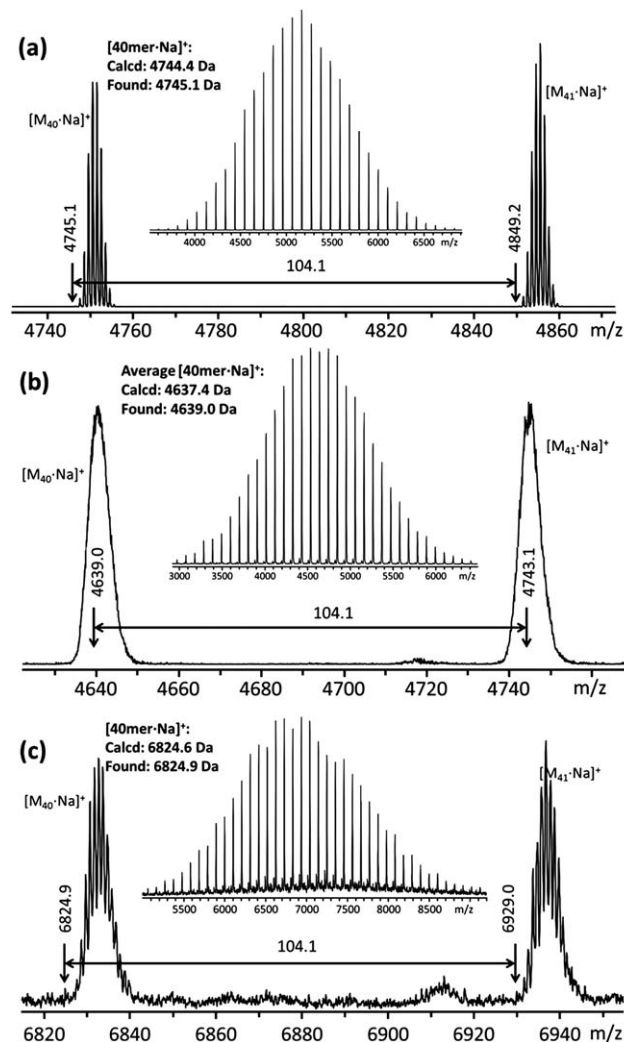 (a)
[40mer·Na]⁺:
Calcd: 4744.4 Da
Found: 4745.1 Da
[M₄₀·Na]⁺
[M₄₁·Na]⁺
4745.1
4849.2
104.1
4000 4500 5000 5500 6000 6500 m/z
4740 4760 4780 4800 4820 4840 4860 m/z
(b)
Average [40mer·Na]⁺:
Calcd: 4637.4 Da
Found: 4639.0 Da
[M₄₀·Na]⁺
[M₄₁·Na]⁺
4639.0
4743.1
104.1
3000 3500 4000 4500 5000 5500 6000 m/z
4640 4660 4680 4700 4720 4740 m/z
(c)
[40mer·Na]⁺:
Calcd: 6824.6 Da
Found: 6824.9 Da
[M₄₀·Na]⁺
[M₄₁·Na]⁺
6824.9
6929.0
104.1
5500 6000 6500 7000 7500 8000 8500 m/z
6820 6840 6860 6880 6900 6920 6940 m/z